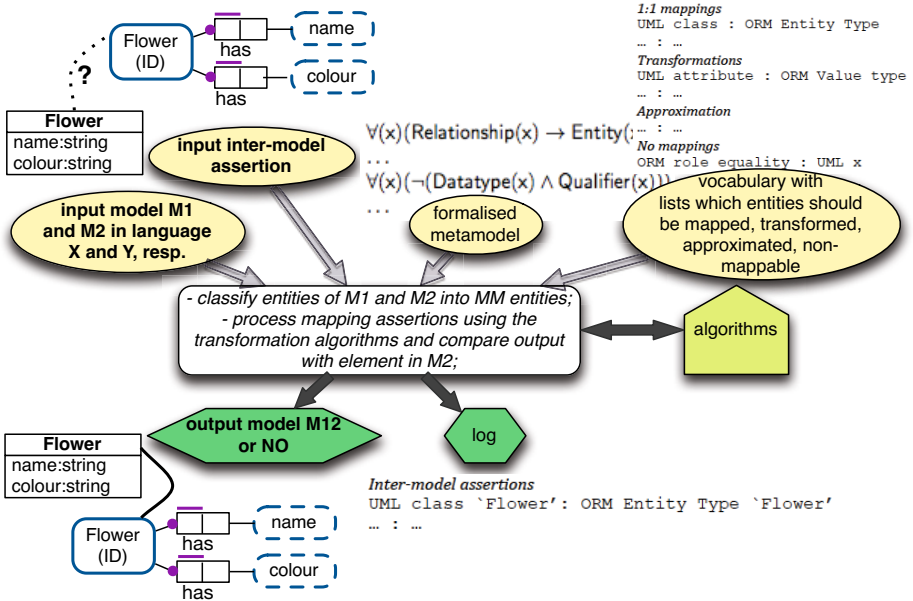 Flower
(ID)
has
name
has
colour
?
Flower
name:string
colour:string
1:1 mappings
UML class : ORM Entity Type
… : …
Transformations
UML attribute : ORM Value type
… : …
Approximation
… : …
No mappings
ORM role equality : UML x
∀(x)(Relationship(x) → Entity(x
...
∀(x)(¬(Datatype(x) ∧ Qualifier(x)))
...
input inter-model
assertion
input model M1
and M2 in language
X and Y, resp.
formalised
metamodel
vocabulary with
lists which entities should
be mapped, transformed,
approximated, non-
mappable
- classify entities of M1 and M2 into MM entities;
- process mapping assertions using the
transformation algorithms and compare output
with element in M2;
algorithms
output model M12
or NO
log
Flower
name:string
colour:string
Flower
(ID)
has
name
has
colour
Inter-model assertions
UML class `Flower’: ORM Entity Type `Flower’
… : …